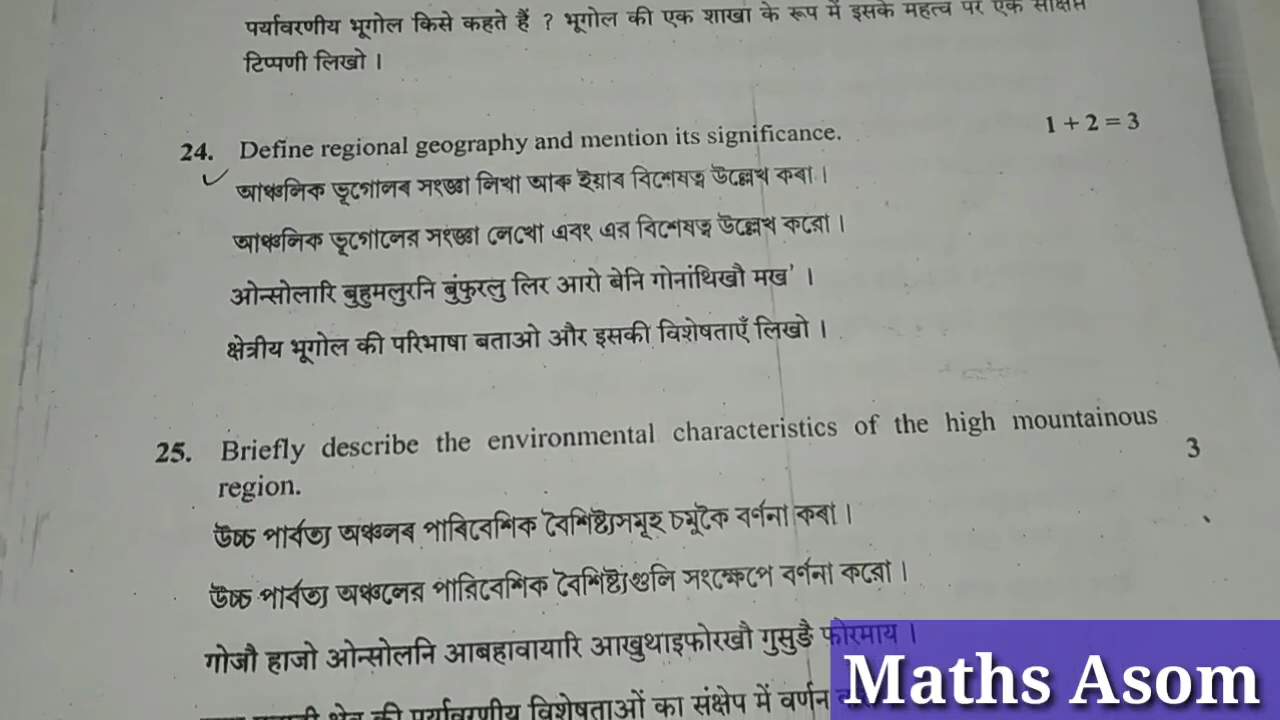 पर्यावरणीय भूगोल किसे कहते हैं ? भूगोल की एक शाखा के रूप में इसके महत्व पर एक संक्षिप्त
टिप्पणी लिखो ।
24. Define regional geography and mention its significance. 1 + 2 = 3
আঞ্চলিক ভূগোলৰ সংজ্ঞা লিখা আৰু ইয়াৰ বিশেষত্ব উল্লেখ কৰা ।
আঞ্চলিক ভূগোলের সংজ্ঞা লেখো এবং এর বিশেষত্ব উল্লেখ করো ।
ओन्सोलारि बुहुमलुरनि बुंफुरलु लिर आरो बेनि गोनांथिखौ मख' ।
क्षेत्रीय भूगोल की परिभाषा बताओ और इसकी विशेषताएँ लिखो ।
25. Briefly describe the environmental characteristics of the high mountainous
region. 3
উচ্চ পাৰ্বত্য অঞ্চলৰ পাৰিবেশিক বৈশিষ্ট্যসমূহ চমুকৈ বৰ্ণনা কৰা ।
উচ্চ পার্বত্য অঞ্চলের পারিবেশিক বৈশিষ্ট্যগুলি সংক্ষেপে বর্ণনা করো ।
गोजौ हाजो ओन्सोलनि आबहावायारि आखुथाइफोरखौ गुसुङै फोरमाय ।
क्षेत्र की पर्यावरणीय विशेषताओं का संक्षेप में वर्णन
Maths Asom